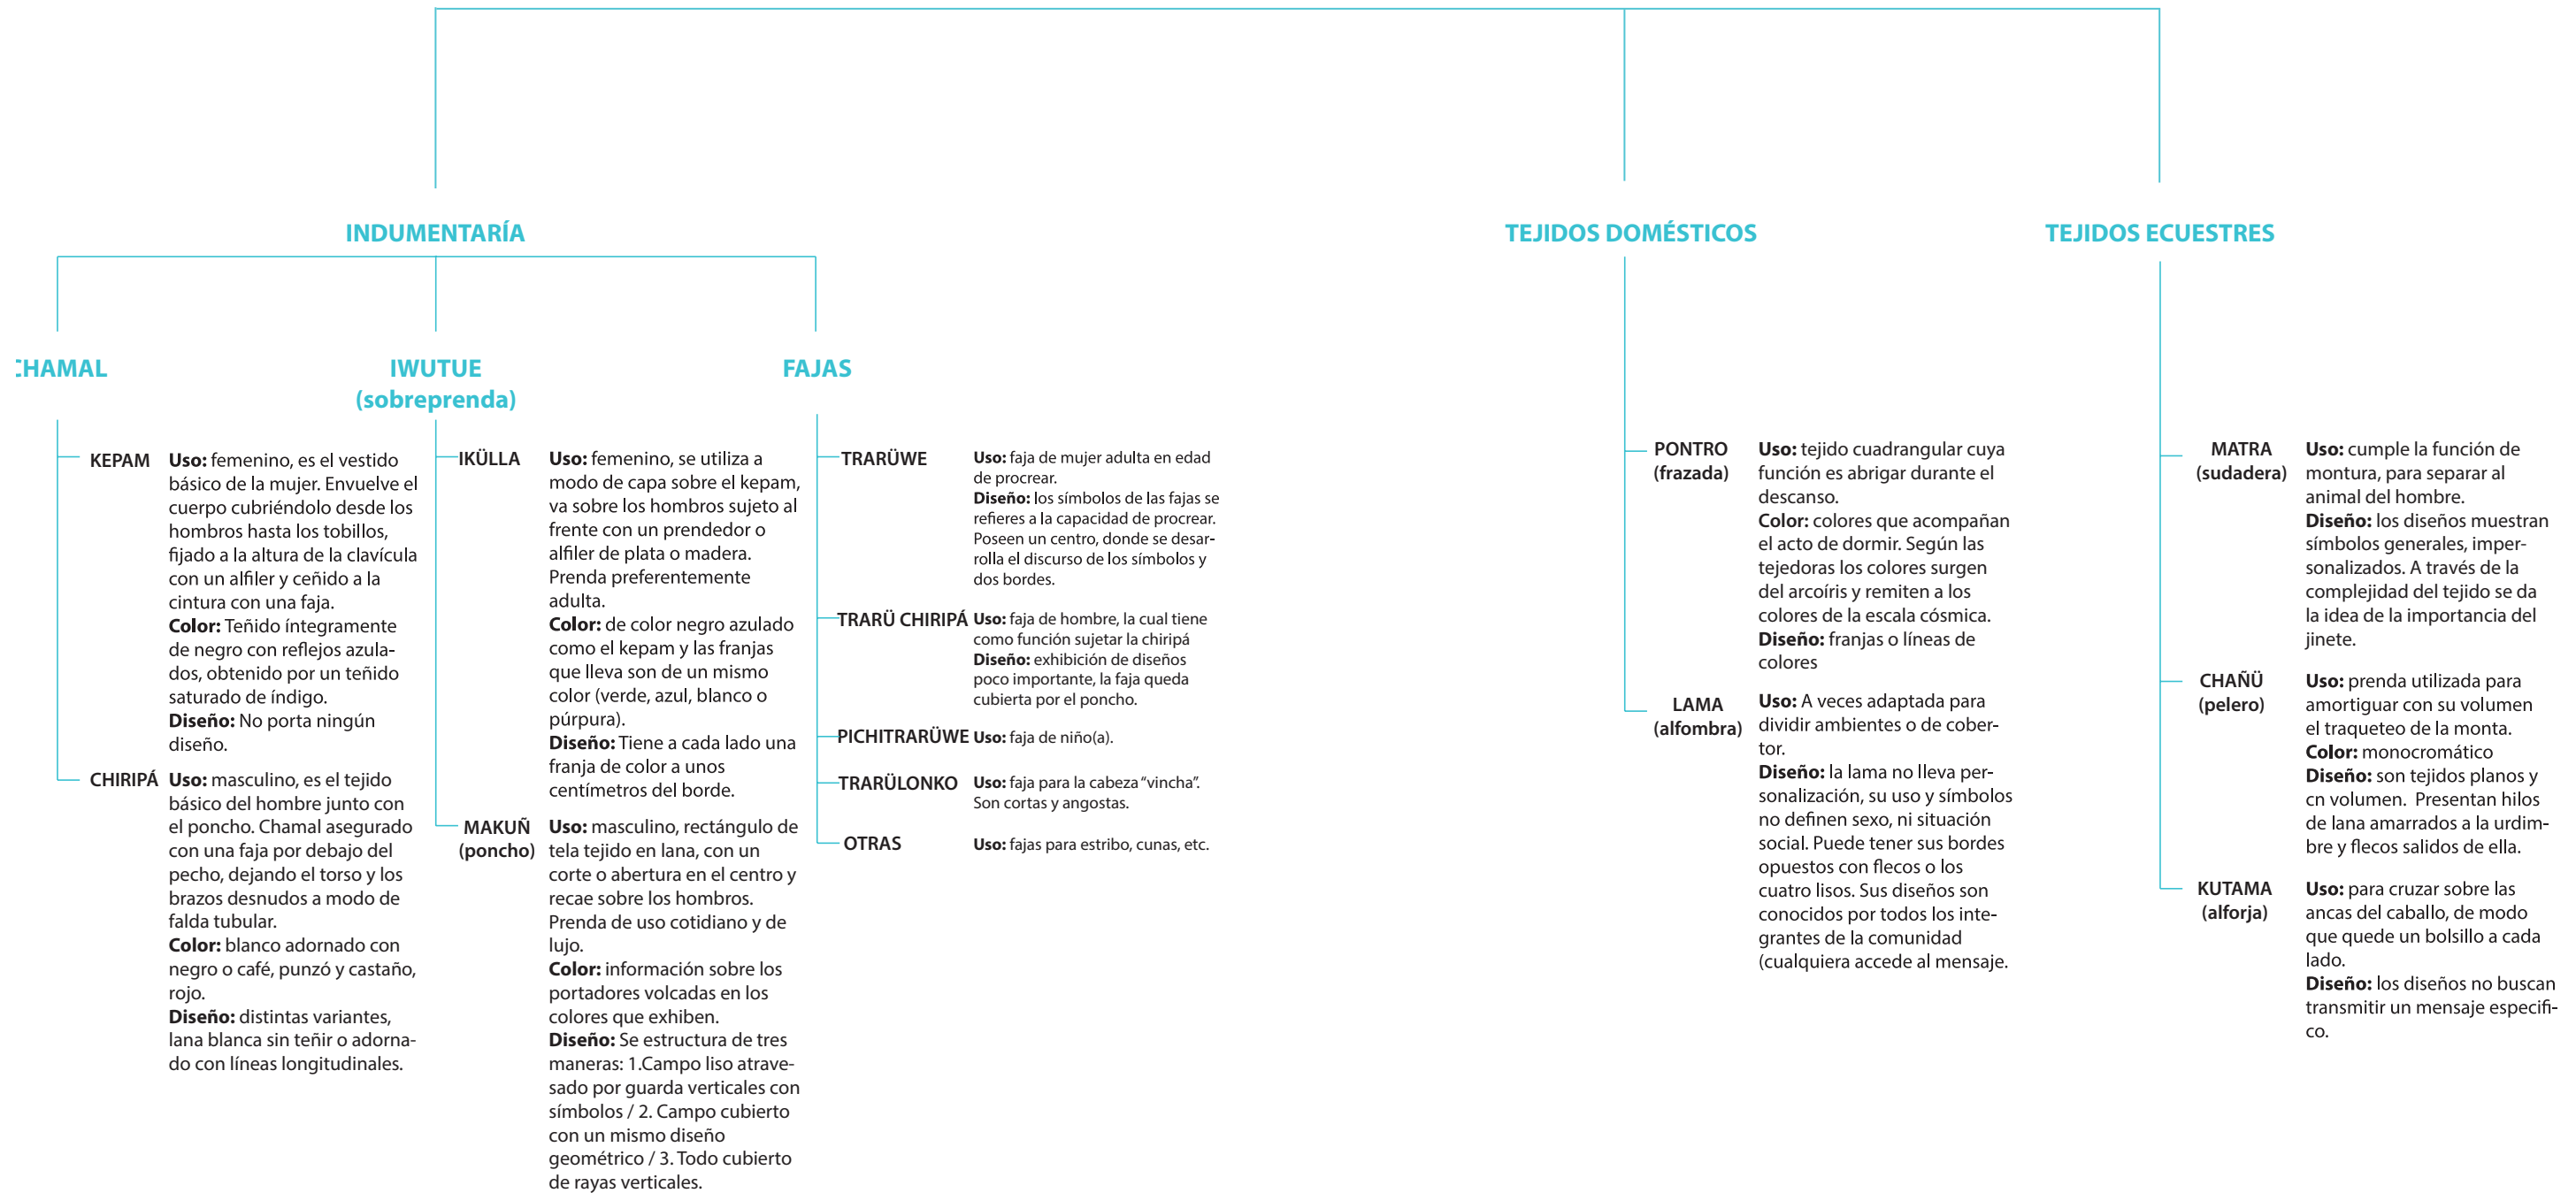 INDUMENTARÍA
TEJIDOS DOMÉSTICOS
TEJIDOS ECUESTRES
CHAMAL
IWUTUE
(sobreprenda)
FAJAS
KEPAM
Uso: femenino, es el vestido
básico de la mujer. Envuelve el
cuerpo cubriéndolo desde los
hombros hasta los tobillos,
fijado a la altura de la clavícula
con un alfiler y ceñido a la
cintura con una faja.
Color: Teñido íntegramente
de negro con reflejos azula-
dos, obtenido por un teñido
saturado de índigo.
Diseño: No porta ningún
diseño.
CHIRIPÁ
Uso: masculino, es el tejido
básico del hombre junto con
el poncho. Chamal asegurado
con una faja por debajo del
pecho, dejando el torso y los
brazos desnudos a modo de
falda tubular.
Color: blanco adornado con
negro o café, punzó y castaño,
rojo.
Diseño: distintas variantes,
lana blanca sin teñir o adorna-
do con líneas longitudinales.
IKÜLLA
Uso: femenino, se utiliza a
modo de capa sobre el kepam,
va sobre los hombros sujeto al
frente con un prendedor o
alfiler de plata o madera.
Prenda preferentemente
adulta.
Color: de color negro azulado
como el kepam y las franjas
que lleva son de un mismo
color (verde, azul, blanco o
púrpura).
Diseño: Tiene a cada lado una
franja de color a unos
centímetros del borde.
MAKUÑ
(poncho)
Uso: masculino, rectángulo de
tela tejido en lana, con un
corte o abertura en el centro y
recae sobre los hombros.
Prenda de uso cotidiano y de
lujo.
Color: información sobre los
portadores volcadas en los
colores que exhiben.
Diseño: Se estructura de tres
maneras: 1.Campo liso atrave-
sado por guarda verticales con
símbolos / 2. Campo cubierto
con un mismo diseño
geométrico / 3. Todo cubierto
de rayas verticales.
TRARÜWE
Uso: faja de mujer adulta en edad
de procrear.
Diseño: los símbolos de las fajas se
refieres a la capacidad de procrear.
Poseen un centro, donde se desar-
rolla el discurso de los símbolos y
dos bordes.
TRARÜ CHIRIPÁ
Uso: faja de hombre, la cual tiene
como función sujetar la chiripá
Diseño: exhibición de diseños
poco importante, la faja queda
cubierta por el poncho.
PICHITRARÜWE
Uso: faja de niño(a).
TRARÜLONKO
Uso: faja para la cabeza “vincha”.
Son cortas y angostas.
OTRAS
Uso: fajas para estribo, cunas, etc.
PONTRO
(frazada)
Uso: tejido cuadrangular cuya
función es abrigar durante el
descanso.
Color: colores que acompañan
el acto de dormir. Según las
tejedoras los colores surgen
del arcoíris y remiten a los
colores de la escala cósmica.
Diseño: franjas o líneas de
colores
LAMA
(alfombra)
Uso: A veces adaptada para
dividir ambientes o de cober-
tor.
Diseño: la lama no lleva per-
sonalización, su uso y símbolos
no definen sexo, ni situación
social. Puede tener sus bordes
opuestos con flecos o los
cuatro lisos. Sus diseños son
conocidos por todos los inte-
grantes de la comunidad
(cualquiera accede al mensaje.
MATRA
(sudadera)
Uso: cumple la función de
montura, para separar al
animal del hombre.
Diseño: los diseños muestran
símbolos generales, imper-
sonalizados. A través de la
complejidad del tejido se da
la idea de la importancia del
jinete.
CHAÑÜ
(pelero)
Uso: prenda utilizada para
amortiguar con su volumen
el traqueteo de la monta.
Color: monocromático
Diseño: son tejidos planos y
cn volumen. Presentan hilos
de lana amarrados a la urdim-
bre y flecos salidos de ella.
KUTAMA
(alforja)
Uso: para cruzar sobre las
ancas del caballo, de modo
que quede un bolsillo a cada
lado.
Diseño: los diseños no buscan
transmitir un mensaje especifi-
co.